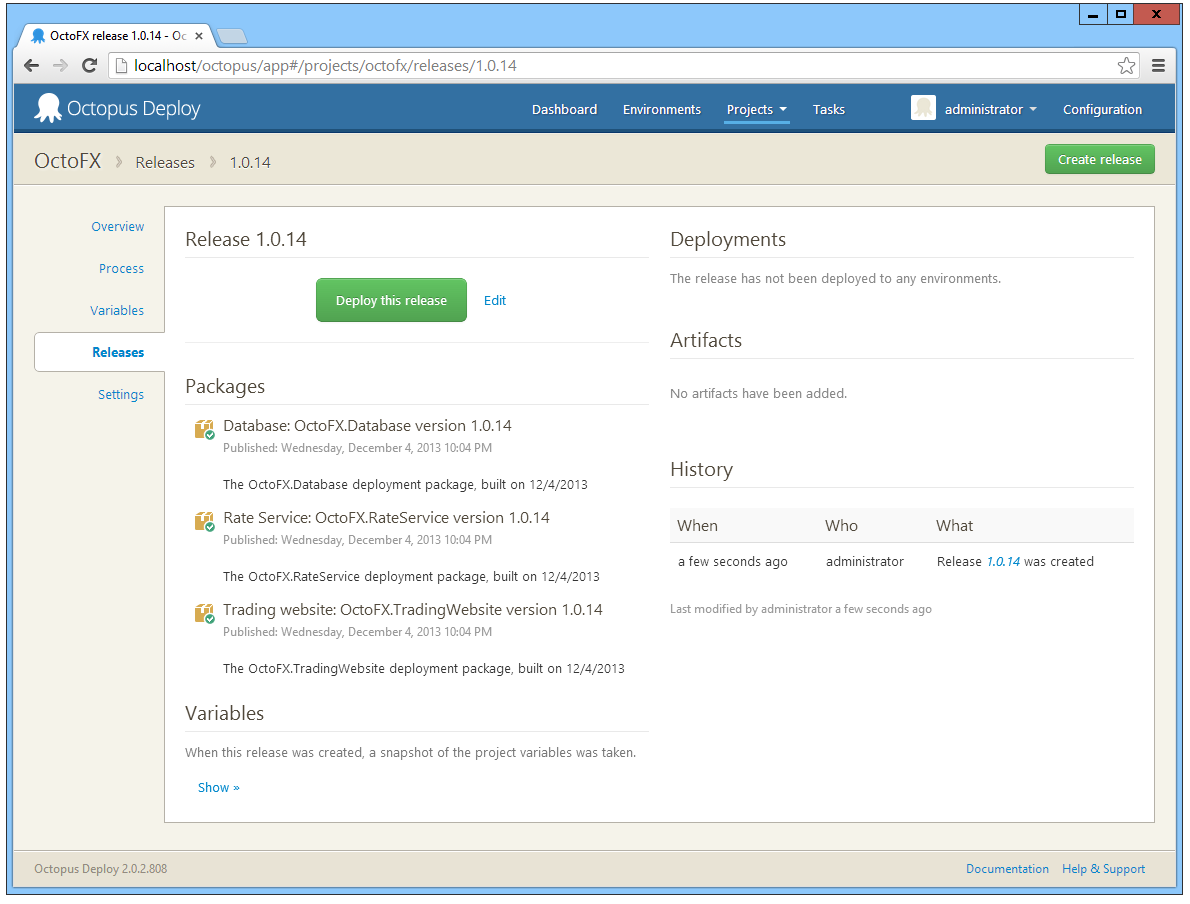 OctoFX release 1.0.14 - Oc
localhost/octopus/app#/projects/octofx/releases/1.0.14
Octopus Deploy
Dashboard
Environments
Projects
Tasks
administrator
Configuration
OctoFX
Releases
1.0.14
Create release
Overview
Process
Variables
Releases
Settings
Release 1.0.14
Deploy this release
Edit
Packages
Database: OctoFX.Database version 1.0.14
Published: Wednesday, December 4, 2013 10:04 PM
The OctoFX.Database deployment package, built on 12/4/2013
Rate Service: OctoFX.RateService version 1.0.14
Published: Wednesday, December 4, 2013 10:04 PM
The OctoFX.RateService deployment package, built on 12/4/2013
Trading website: OctoFX.TradingWebsite version 1.0.14
Published: Wednesday, December 4, 2013 10:04 PM
The OctoFX.TradingWebsite deployment package, built on 12/4/2013
Variables
When this release was created, a snapshot of the project variables was taken.
Show »
Deployments
The release has not been deployed to any environments.
Artifacts
No artifacts have been added.
History
When Who What
a few seconds ago administrator Release 1.0.14 was created
Last modified by administrator a few seconds ago
Octopus Deploy 2.0.2.808
Documentation
Help & Support